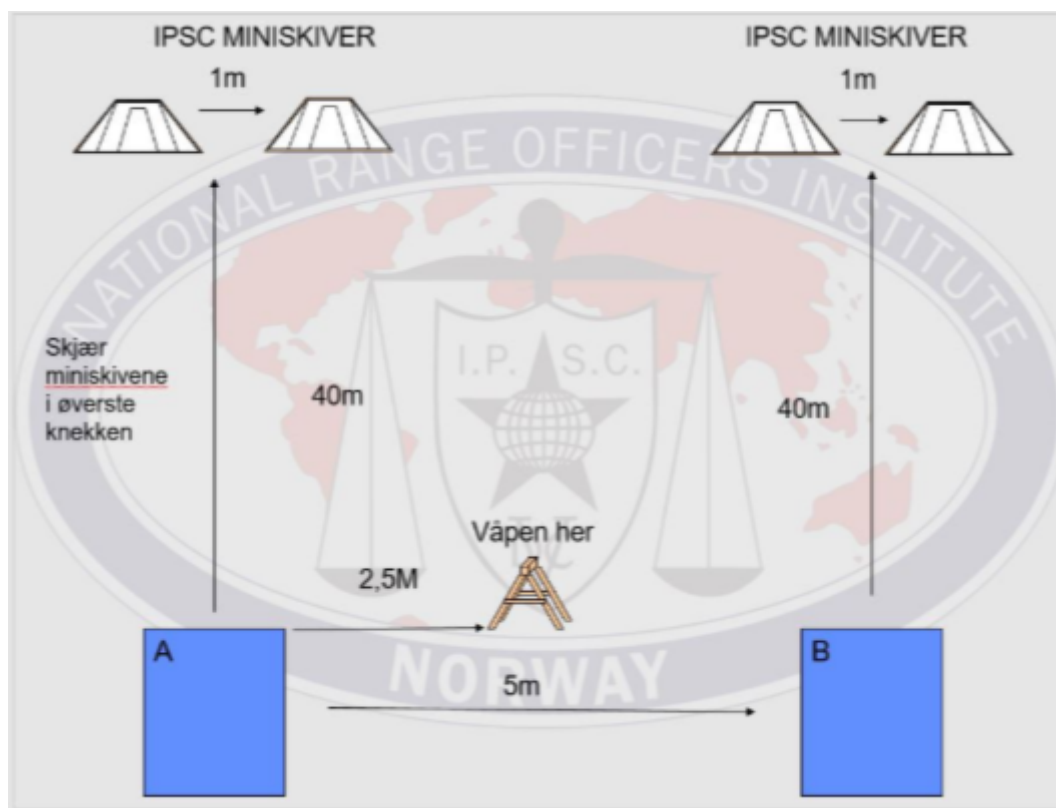 IPSC MINISKIVER
1m
IPSC MINISKIVER
1m
NATIONAL RANGE OFFICERS INSTITUTE
I.P.S.C.
Skjær
miniskivene
i øverste
knekken
40m
40m
Våpen her
2,5M
A
B
NORWAY
5m